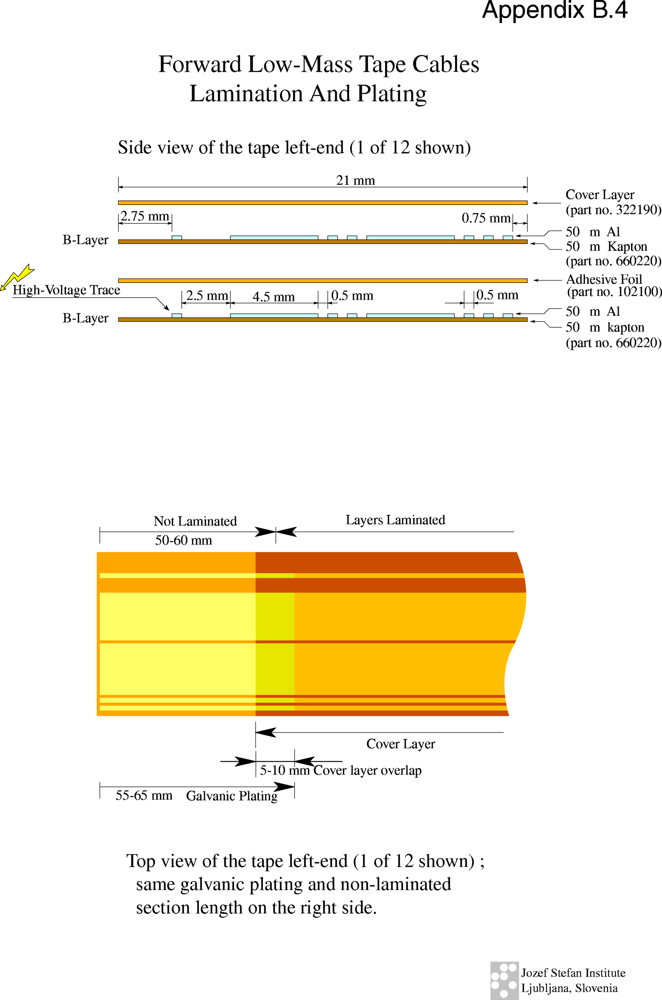 Appendix B.4
Forward Low-Mass Tape Cables
Lamination And Plating
Side view of the tape left-end (1 of 12 shown)
21 mm
Cover Layer
(part no. 322190)
2.75 mm
0.75 mm
50 m Al
B-Layer
50 m Kapton
(part no. 660220)
Adhesive Foil
(part no. 102100)
High-Voltage Trace
2.5 mm
4.5 mm
0.5 mm
0.5 mm
50 m Al
B-Layer
50 m kapton
(part no. 660220)
Not Laminated
Layers Laminated
50-60 mm
Cover Layer
5-10 mm Cover layer overlap
55-65 mm Galvanic Plating
Top view of the tape left-end (1 of 12 shown) ;
same galvanic plating and non-laminated
section length on the right side.
Jozef Stefan Institute
Ljubljana, Slovenia